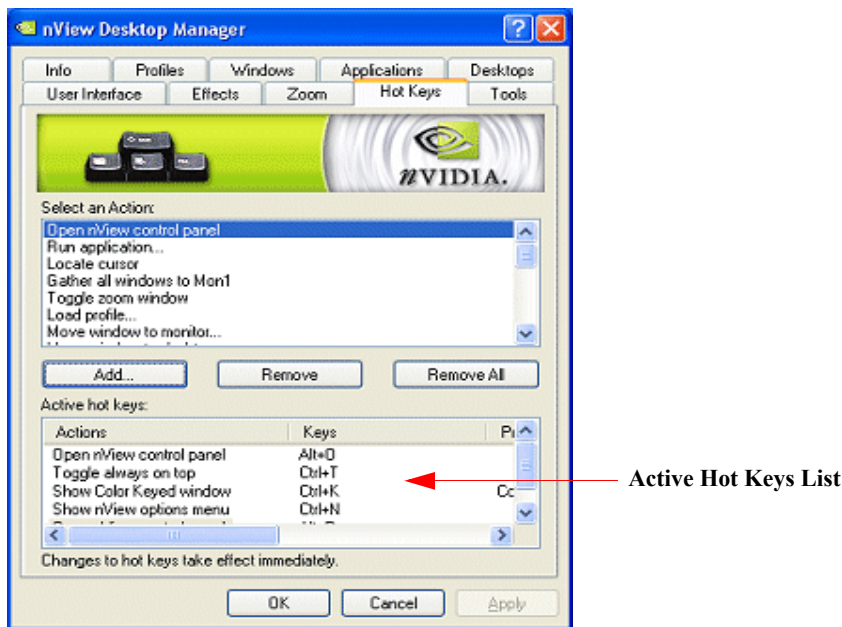 nView Desktop Manager
Info Profiles Windows Applications Desktops
User Interface Effects Zoom Hot Keys Tools
nVIDIA.
Select an Action:
Open nView control panel
Run application...
Locate cursor
Gather all windows to Mon1
Toggle zoom window
Load profile...
Move window to monitor...
Add... Remove Remove All
Active hot keys:
Actions Keys
Open nView control panel Alt+O
Toggle always on top Ctrl+T
Show Color Keyed window Ctrl+K
Show nView options menu Ctrl+N
Active Hot Keys List
Changes to hot keys take effect immediately.
OK Cancel Apply